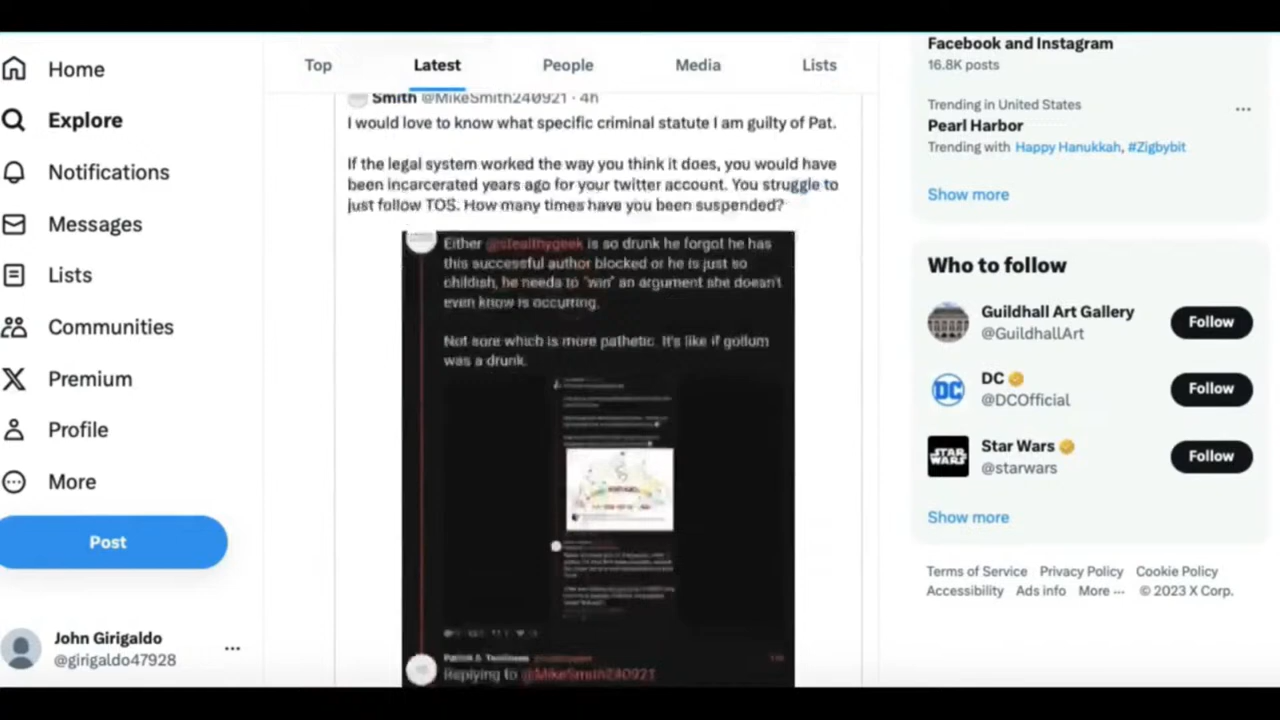 Home
Explore
Notifications
Messages
Lists
Communities
Premium
Profile
More
Post
John Girigaldo
@girigaldo47928
Top
Latest
People
Media
Lists
Smith @MikeSmith240921 · 4h
I would love to know what specific criminal statute I am guilty of Pat.
If the legal system worked the way you think it does, you would have
been incarcerated years ago for your twitter account. You struggle to
just follow TOS. How many times have you been suspended?
Either @stealthygeek is so drunk he forgot he has
this successful author blocked or he is just so
childish, he needs to "win" an argument she doesn't
even know is occurring.
Not sure which is more pathetic. It's like if gollum
was a drunk.
Replying to @MikeSmith240921
Facebook and Instagram
16.8K posts
Trending in United States
Pearl Harbor
Trending with Happy Hanukkah, #Zigbybit
Show more
Who to follow
Guildhall Art Gallery
@GuildhallArt
Follow
DC
@DCOfficial
Follow
STAR WARS
Star Wars
@starwars
Follow
Show more
Terms of Service Privacy Policy Cookie Policy
Accessibility Ads info More ··· © 2023 X Corp.